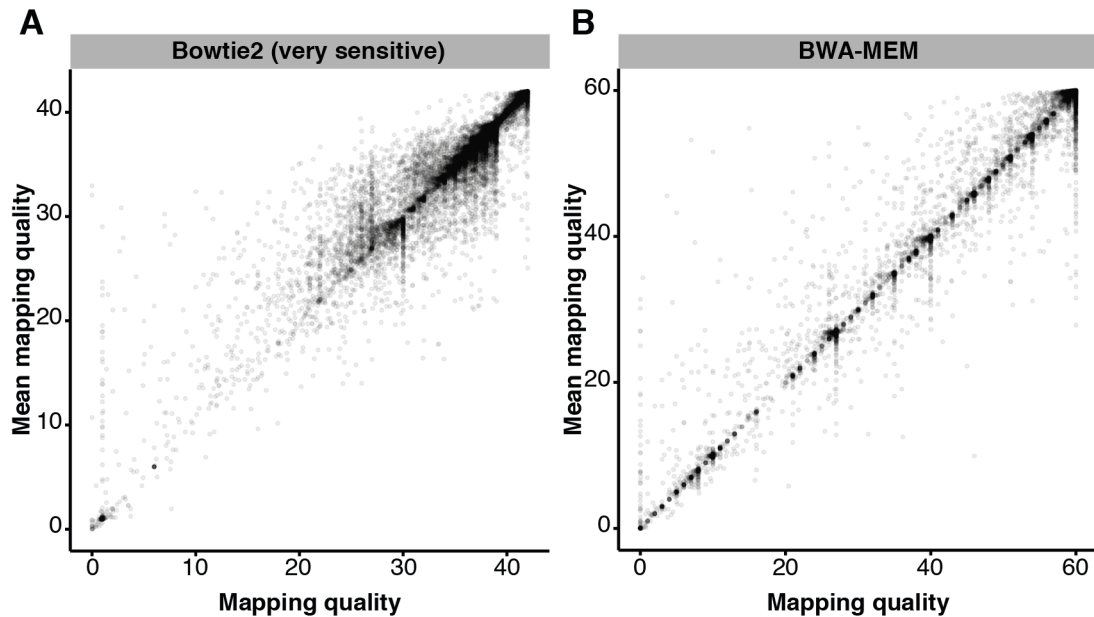 A
Bowtie2 (very sensitive)
Mean mapping quality
40
30
20
10
0
0 10 20 30 40
Mapping quality
B
BWA-MEM
Mean mapping quality
60
40
20
0
0 20 40 60
Mapping quality